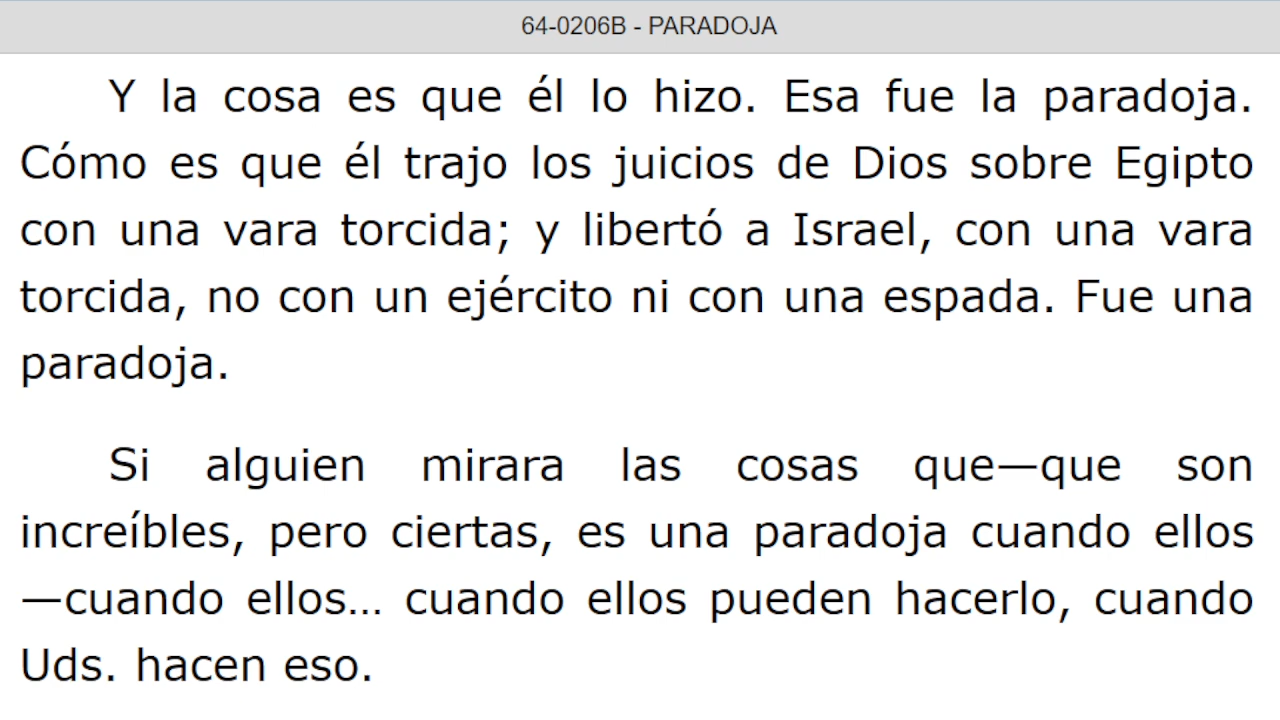 64-0206B - PARADOJA
Y la cosa es que él lo hizo. Esa fue la paradoja.
Cómo es que él trajo los juicios de Dios sobre Egipto
con una vara torcida; y libertó a Israel, con una vara
torcida, no con un ejército ni con una espada. Fue una
paradoja.
Si alguien mirara las cosas que—que son
increíbles, pero ciertas, es una paradoja cuando ellos
—cuando ellos... cuando ellos pueden hacerlo, cuando
Uds. hacen eso.